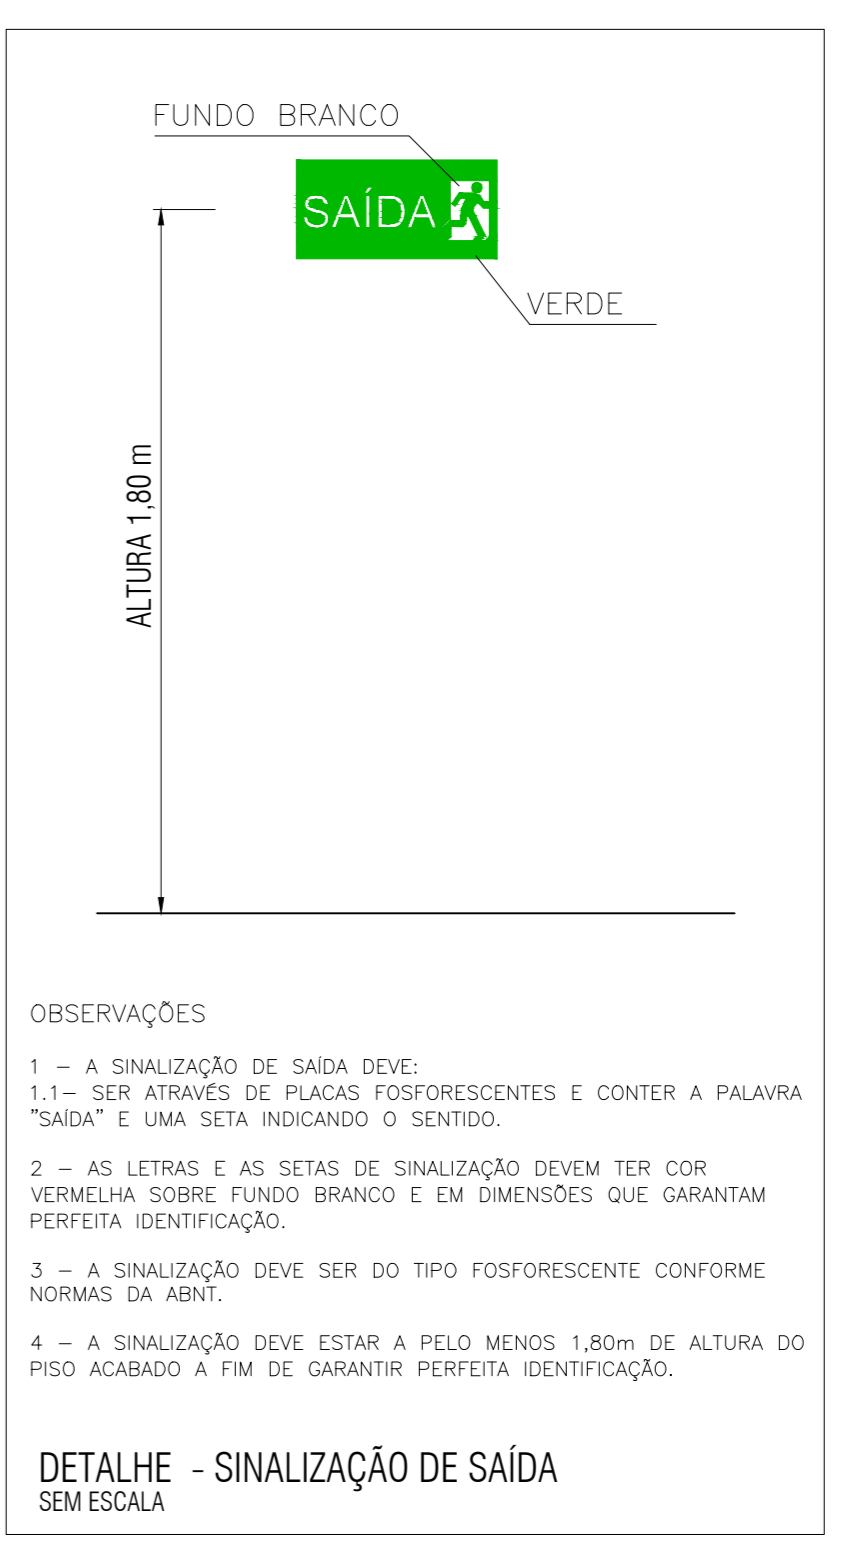 FUNDO BRANCO
SAÍDA
VERDE
ALTURA 1,80 m
OBSERVAÇÕES
1 – A SINALIZAÇÃO DE SAÍDA DEVE:
1.1– SER ATRAVÉS DE PLACAS FOSFORESCENTES E CONTER A PALAVRA
"SAÍDA" E UMA SETA INDICANDO O SENTIDO.
2 – AS LETRAS E AS SETAS DE SINALIZAÇÃO DEVEM TER COR
VERMELHA SOBRE FUNDO BRANCO E EM DIMENSÕES QUE GARANTAM
PERFEITA IDENTIFICAÇÃO.
3 – A SINALIZAÇÃO DEVE SER DO TIPO FOSFORESCENTE CONFORME
NORMAS DA ABNT.
4 – A SINALIZAÇÃO DEVE ESTAR A PELO MENOS 1,80m DE ALTURA DO
PISO ACABADO A FIM DE GARANTIR PERFEITA IDENTIFICAÇÃO.
DETALHE - SINALIZAÇÃO DE SAÍDA
SEM ESCALA